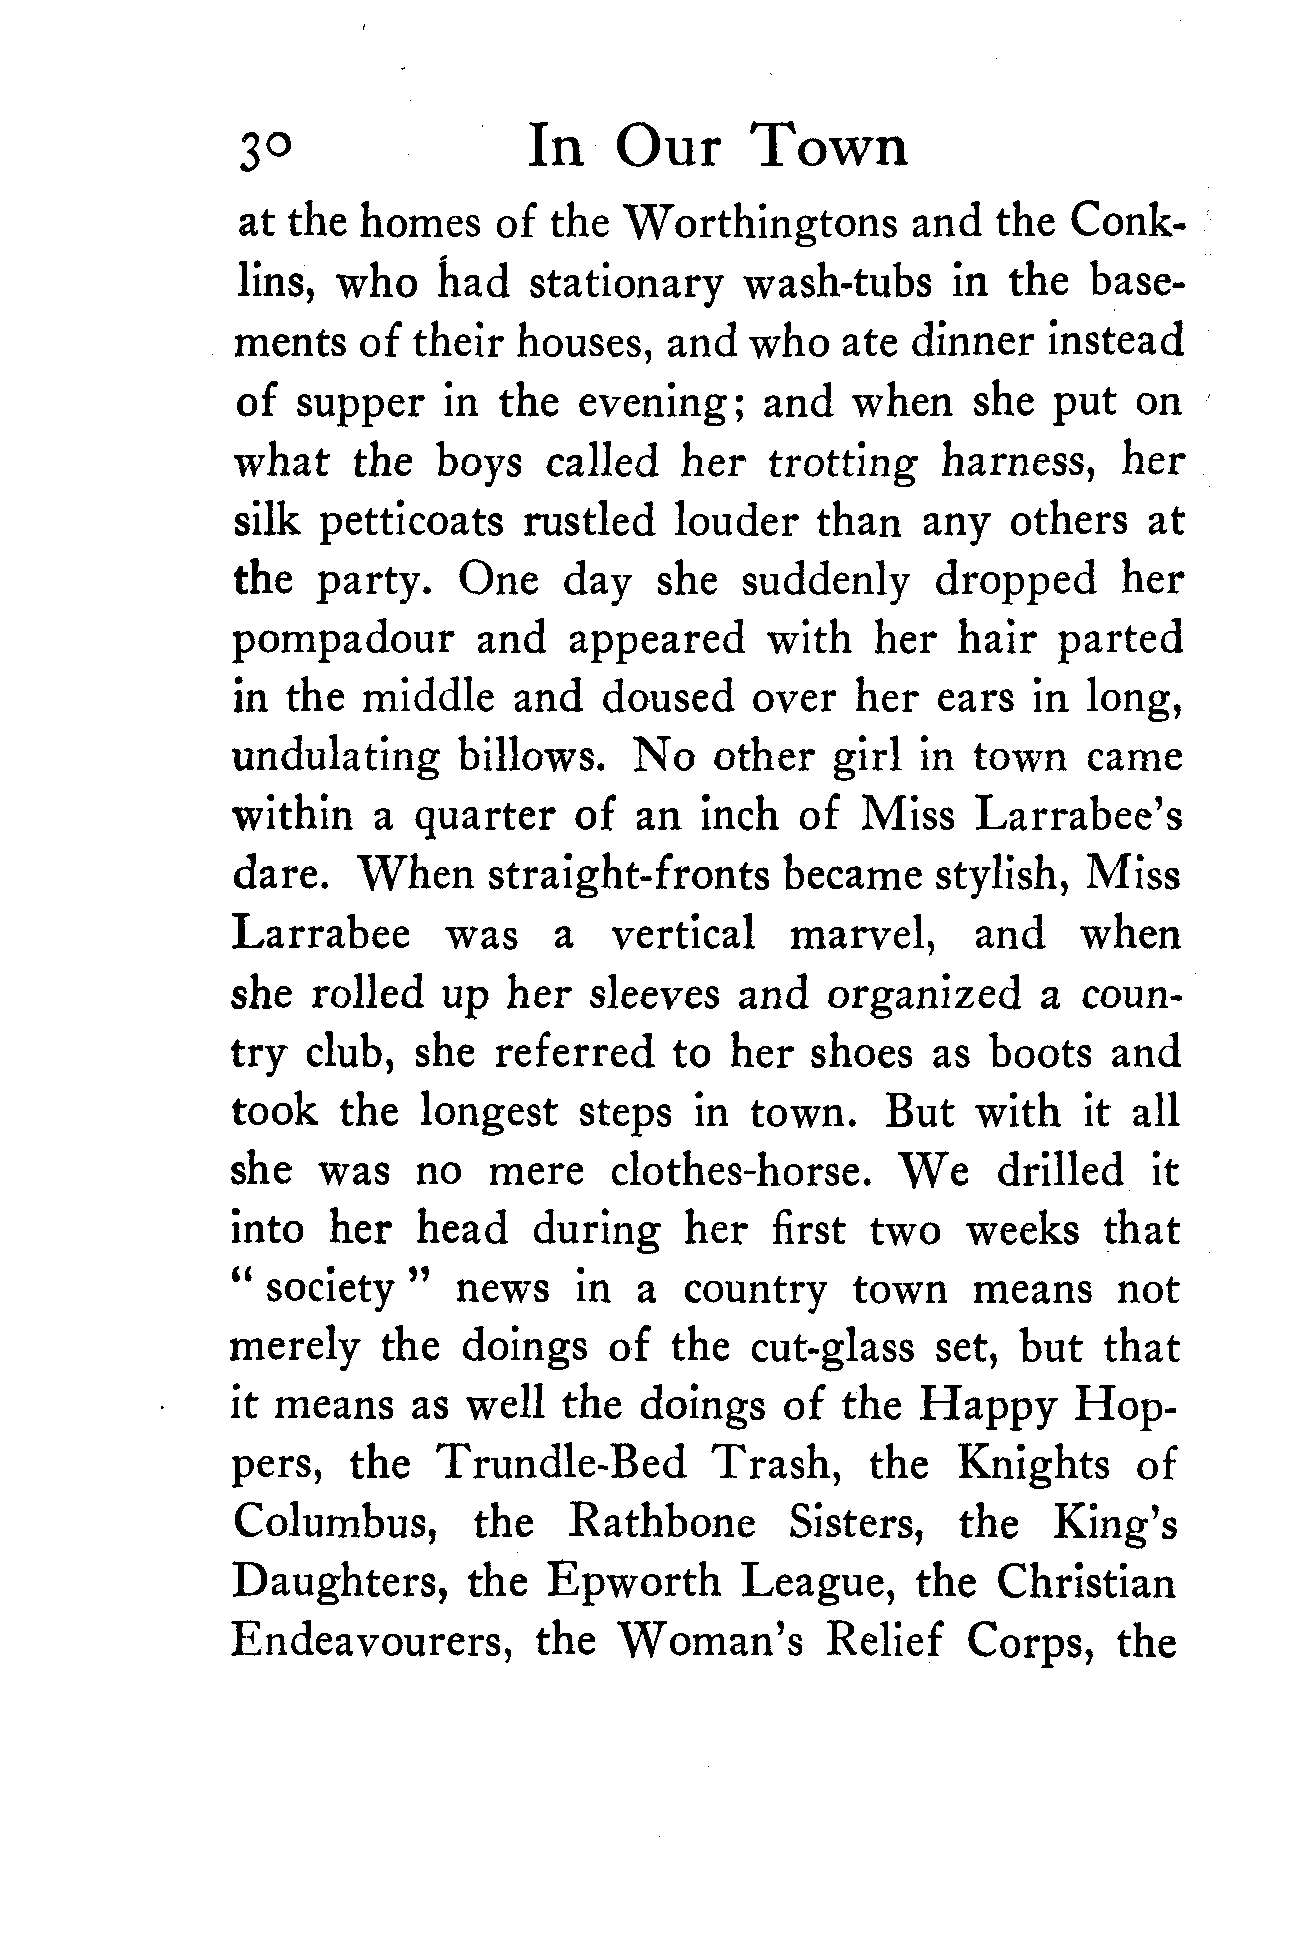 30 In Our Town
at the homes of the Worthingtons and the Conk-
lins, who had stationary wash-tubs in the base-
ments of their houses, and who ate dinner instead
of supper in the evening; and when she put on
what the boys called her trotting harness, her
silk petticoats rustled louder than any others at
the party. One day she suddenly dropped her
pompadour and appeared with her hair parted
in the middle and doused over her ears in long,
undulating billows. No other girl in town came
within a quarter of an inch of Miss Larrabee's
dare. When straight-fronts became stylish, Miss
Larrabee was a vertical marvel, and when
she rolled up her sleeves and organized a coun-
try club, she referred to her shoes as boots and
took the longest steps in town. But with it all
she was no mere clothes-horse. We drilled it
into her head during her first two weeks that
“ society ” news in a country town means not
merely the doings of the cut-glass set, but that
it means as well the doings of the Happy Hop-
pers, the Trundle-Bed Trash, the Knights of
Columbus, the Rathbone Sisters, the King's
Daughters, the Epworth League, the Christian
Endeavourers, the Woman's Relief Corps, the